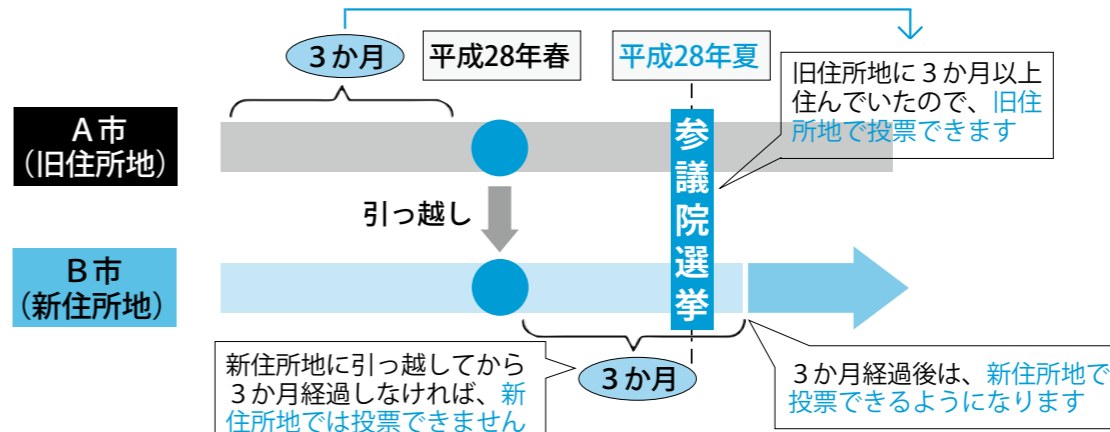 ３か月
平成28年春
平成28年夏
旧住所地に３か月以上
住んでいたので、旧住
所地で投票できます
Ａ市
（旧住所地）
参議院選挙
引っ越し
Ｂ市
（新住所地）
新住所地に引っ越してから
３か月経過しなければ、新
住所地では投票できません
３か月
３か月経過後は、新住所地で
投票できるようになります